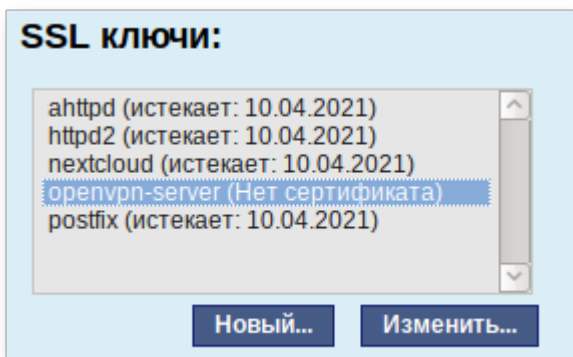 SSL ключи:
ahttpd (истекает: 10.04.2021)
httpd2 (истекает: 10.04.2021)
nextcloud (истекает: 10.04.2021)
openvpn-server (Нет сертификата)
postfix (истекает: 10.04.2021)
Новый... Изменить...